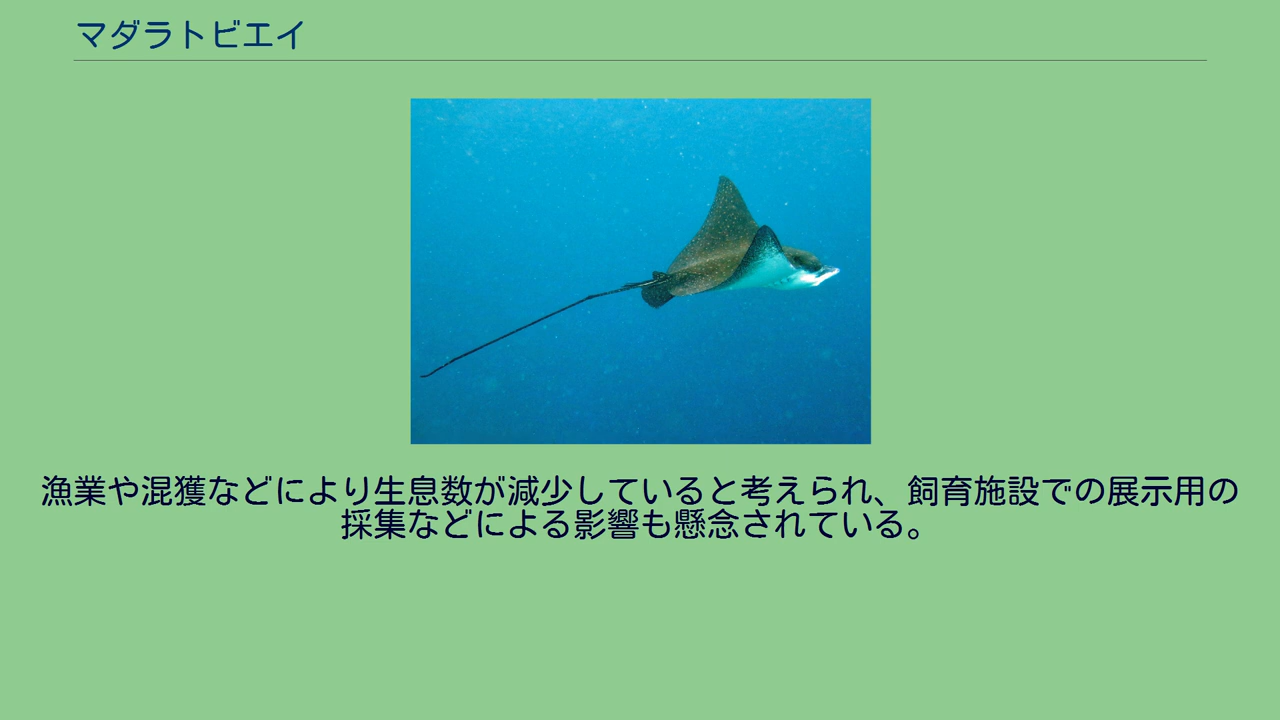 マダラトビエイ
漁業や混獲などにより生息数が減少していると考えられ、飼育施設での展示用の
採集などによる影響も懸念されている。